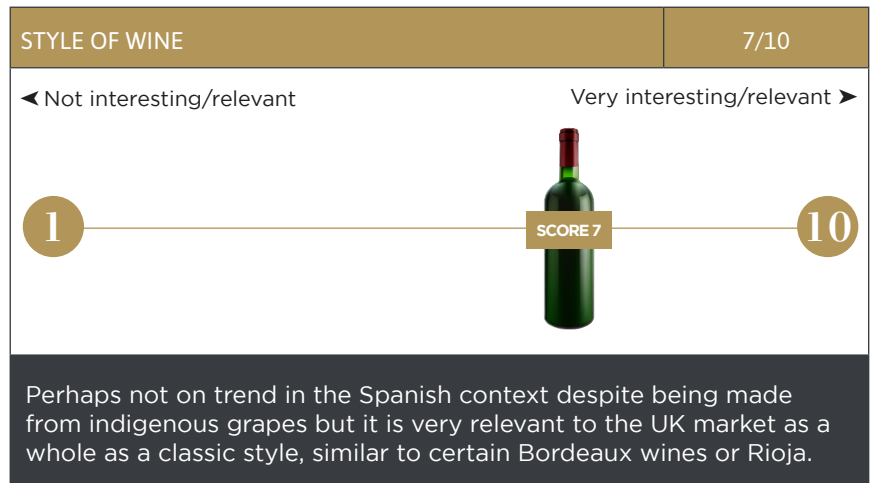 STYLE OF WINE 7/10
◄ Not interesting/relevant Very interesting/relevant ➤
1 SCORE 7 10
Perhaps not on trend in the Spanish context despite being made
from indigenous grapes but it is very relevant to the UK market as a
whole as a classic style, similar to certain Bordeaux wines or Rioja.